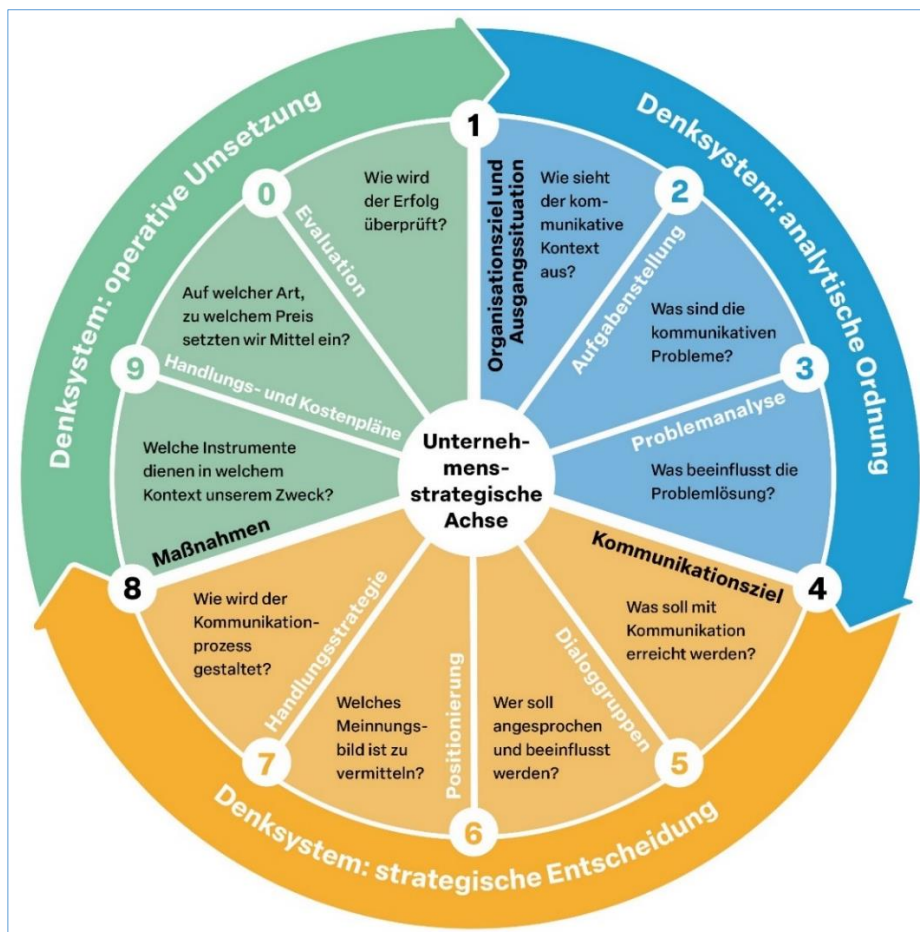 Denksystem: analytische Ordnung
1
Organisationsziel und
Ausgangssituation
Wie sieht
der kom-
munikative
Kontext
aus?
2
Aufgabenstellung
Was sind die
kommunikativen
Probleme?
3
Problemanalyse
Was beeinflusst die
Problemlösung?
Denksystem: strategische Entscheidung
4
Kommunikationsziel
Was soll mit
Kommunikation
erreicht werden?
5
Dialoggruppen
Wer soll
angesprochen
und beeinflusst
werden?
6
Positionierung
Welches
Meinnungs-
bild ist zu
vermitteln?
7
Handlungsstrategie
Wie wird der
Kommunikation-
prozess
gestaltet?
Denksystem: operative Umsetzung
8
Maßnahmen
Welche Instrumente
dienen in welchem
Kontext unserem Zweck?
9
Handlungs- und Kostenpläne
Auf welcher Art,
zu welchem Preis
setzten wir Mittel ein?
0
Evaluation
Wie wird
der Erfolg
überprüft?
Unterneh-
mens-
strategische
Achse